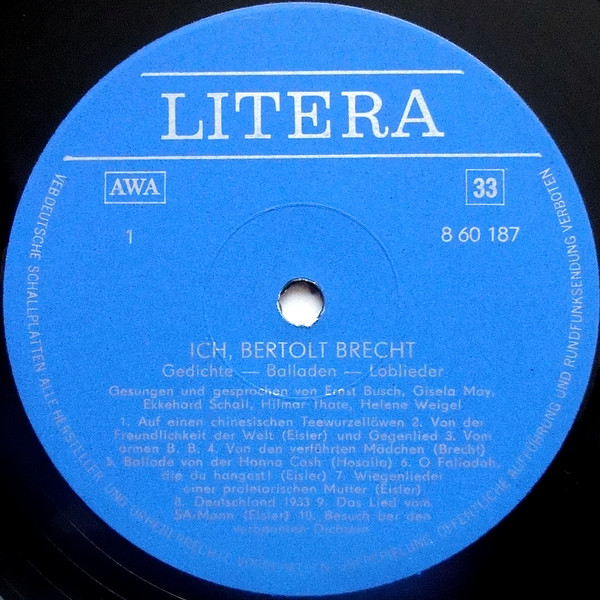 LITERA
AWA
33
1
8 60 187
ICH, BERTOLT BRECHT
Gedichte — Balladen — Loblieder
Gesungen und gesprochen von Ernst Busch, Gisela May,
Ekkehard Schall, Hilmar Thate, Helene Weigel
1. Auf einen chinesischen Teewurzellöwen 2. Von der
Freundlichkeit der Welt (Eisler) und Gegenlied 3. Vom
armen B. B. 4. Von den verführten Mädchen (Brecht)
5. Ballade von der Hanna Cash (Hosalla) 6. O Falladah,
die du hangest! (Eisler) 7. Wiegenlieder
einer proletarischen Mutter (Eisler)
8. Deutschland 1933 9. Das Lied vom
SA-Mann (Eisler) 10. Besuch bei den
verbannten Dichtern
VEB DEUTSCHE SCHALLPLATTEN ALLE HERSTELLER- UND URHEBERRECHTE VORBEHALTEN ÖFFENTLICHE AUFFÜHRUNG UND RUNDFUNKSENDUNG VERBOTEN